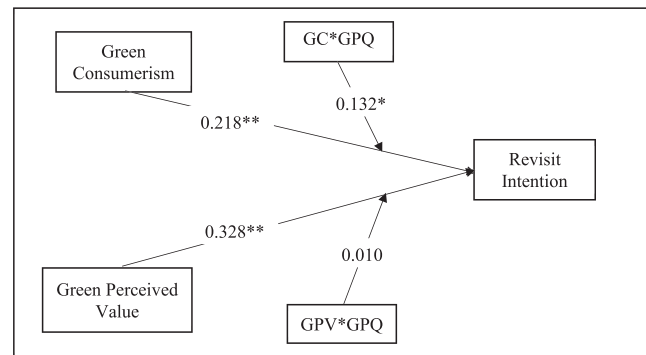 Green
Consumerism
GC*GPQ
0.132*
0.218**
Revisit
Intention
0.328**
0.010
Green Perceived
Value
GPV*GPQ